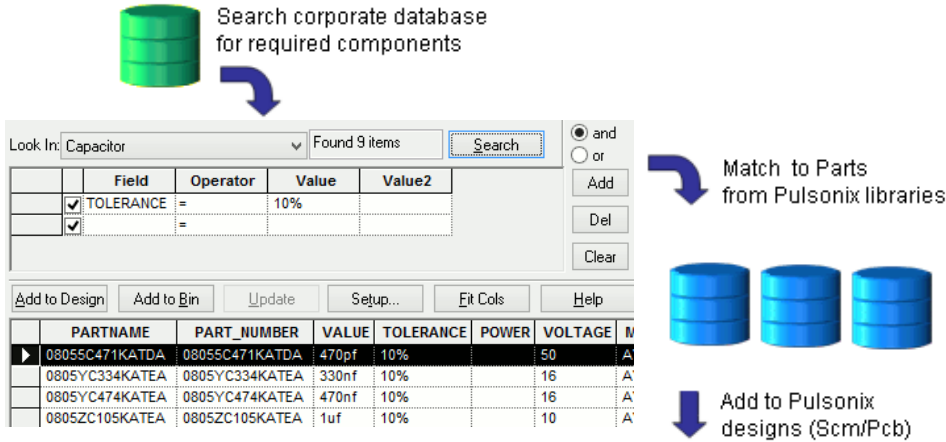 Search corporate database
for required components
Look In: Capacitor Found 9 items Search
and
or
Field Operator Value Value2
TOLERANCE = 10%
=
Add
Del
Clear
Match to Parts
from Pulsonix libraries
Add to Design Add to Bin Update Setup... Fit Cols Help
PARTNAME PART_NUMBER VALUE TOLERANCE POWER VOLTAGE M
08055C471KATDA 08055C471KATDA 470pf 10% 50 A
0805YC334KATEA 0805YC334KATEA 330nf 10% 16 A
0805YC474KATEA 0805YC474KATEA 470nf 10% 16 A
0805ZC105KATEA 0805ZC105KATEA 1uf 10% 10 A
Add to Pulsonix
designs (Scm/Pcb)